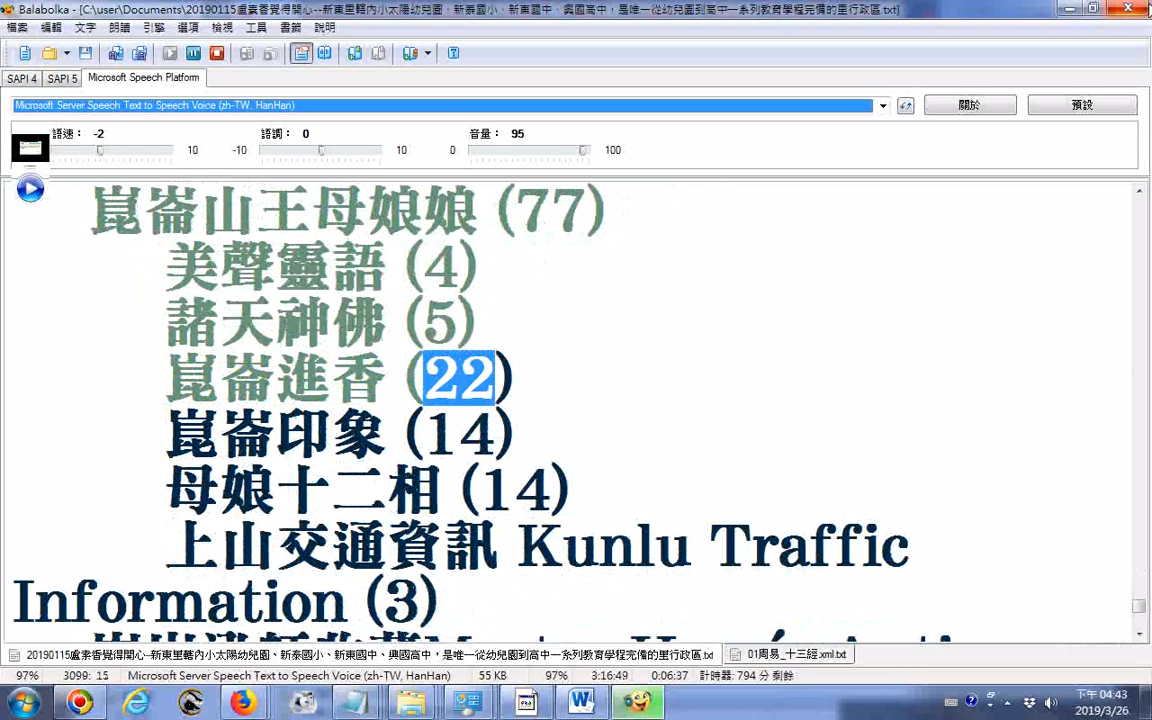 Balabolka - [C:\user\Documents\20190115盧素香覺得開心--新東里轄內小太陽幼兒園、新泰國小、新東國中、興國高中，是唯一從幼兒園到高中一系列教育學程完備的里行政區.txt]
檔案 編輯 文字 朗讀 引擎 選項 檢視 工具 書籤 說明
SAPI 4 SAPI 5 Microsoft Speech Platform
Microsoft Server Speech Text to Speech Voice (zh-TW, HanHan)
關於 預設
語速： -2 語調： 0 音量： 95
10 -10 10 0 100
崑崙山王母娘娘 (77)
美聲靈語 (4)
諸天神佛 (5)
崑崙進香 (22)
崑崙印象 (14)
母娘十二相 (14)
上山交通資訊 Kunlu Traffic
Information (3)
20190115盧素香覺得開心--新東里轄內小太陽幼兒園、新泰國小、新東國中、興國高中，是唯一從幼兒園到高中一系列教育學程完備的里行政區.txt 01周易_十三經.xml.txt
97% 3099: 15 Microsoft Server Speech Text to Speech Voice (zh-TW, HanHan) 55 KB 97% 3:16:49 0:06:37 計時器: 794 分 剩餘
下午 04:43
2019/3/26